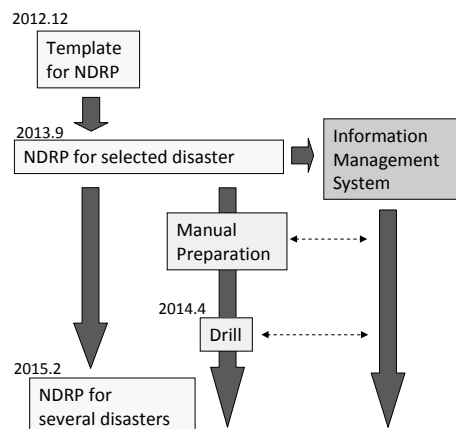 2012.12
Template
for NDRP
2013.9
NDRP for selected disaster
Information
Management
System
Manual
Preparation
2014.4
Drill
2015.2
NDRP for
several disasters